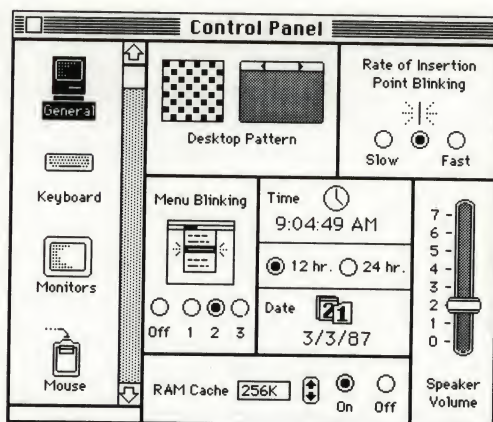 Control Panel
General
Keyboard
Monitors
Mouse
Desktop Pattern
Rate of Insertion
Point Blinking
Slow Fast
Menu Blinking
Off 1 2 3
Time
9:04:49 AM
12 hr. 24 hr.
Date
21
3/3/87
7
6
5
4
3
2
1
0
Speaker
Volume
RAM Cache 256K
On Off